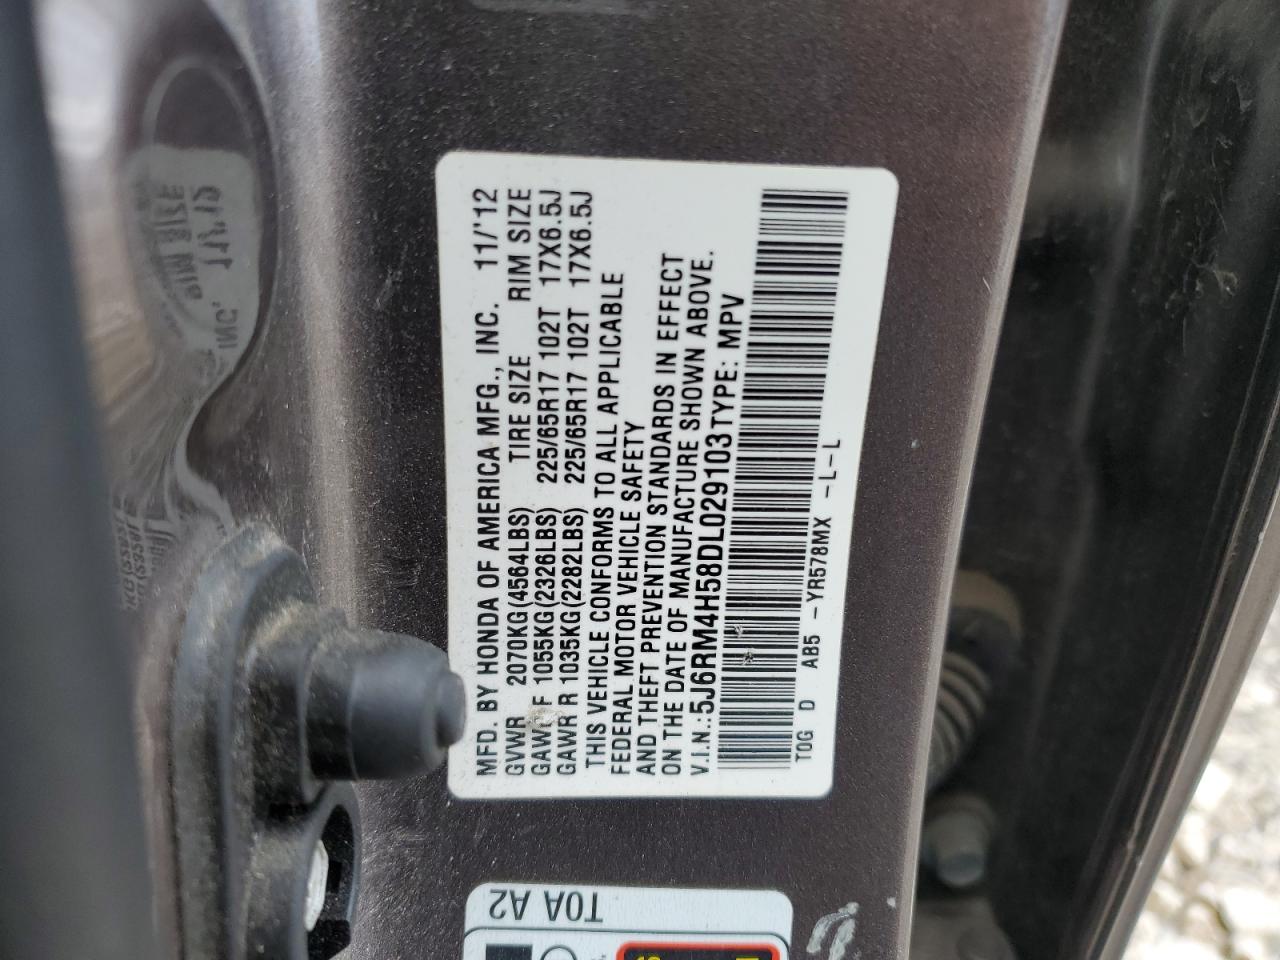 MFD. BY HONDA OF AMERICA MFG., INC. 11/'12
GVWR 2070KG(4564LBS) TIRE SIZE RIM SIZE
GAWR F 1055KG(2326LBS) 225/65R17 102T 17X6.5J
GAWR R 1035KG(2282LBS) 225/65R17 102T 17X6.5J
THIS VEHICLE CONFORMS TO ALL APPLICABLE
FEDERAL MOTOR VEHICLE SAFETY
AND THEFT PREVENTION STANDARDS IN EFFECT
ON THE DATE OF MANUFACTURE SHOWN ABOVE.
V.I.N.:5J6RM4H58DL029103TYPE: MPV
TOG D AB5 - YR578MX -L-L
T0A A2